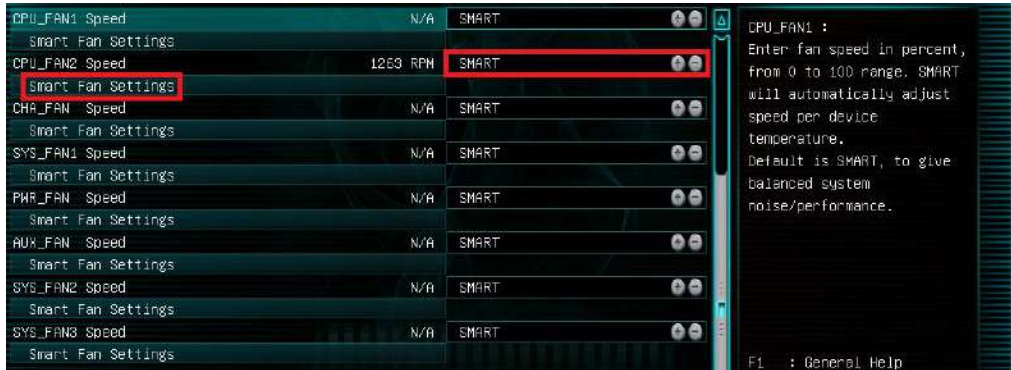 CPU_FAN1 Speed N/A SMART
Smart Fan Settings
CPU_FAN2 Speed 1263 RPM SMART
Smart Fan Settings
CHA_FAN Speed N/A SMART
Smart Fan Settings
SYS_FAN1 Speed N/A SMART
Smart Fan Settings
PWR_FAN Speed N/A SMART
Smart Fan Settings
AUX_FAN Speed N/A SMART
Smart Fan Settings
SYS_FAN2 Speed N/A SMART
Smart Fan Settings
SYS_FAN3 Speed N/A SMART
Smart Fan Settings
CPU_FAN1 :
Enter fan speed in percent,
from 0 to 100 range. SMART
will automatically adjust
speed per device
temperature.
Default is SMART, to give
balanced system
noise/performance.
F1 : General Help